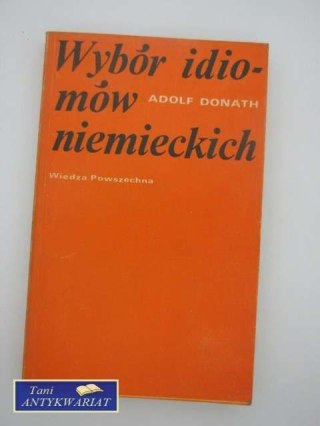 Wybór idio-
mów ADOLF DONATH
niemieckich
Wiedza Powszechna
Tani
ANTYKWARIAT